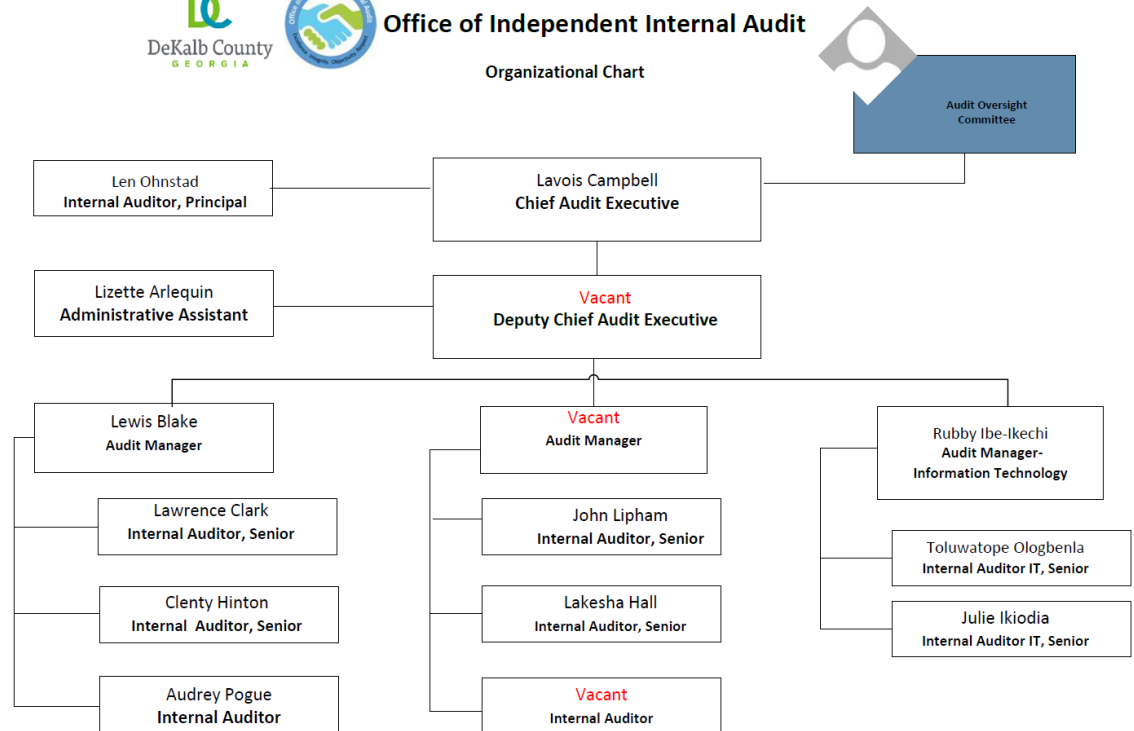 DeKalb County
GEORGIA
Office of Independent Internal Audit
Organizational Chart
Audit Oversight
Committee
Len Ohnstad
Internal Auditor, Principal
Lavois Campbell
Chief Audit Executive
Lizette Arlequin
Administrative Assistant
Vacant
Deputy Chief Audit Executive
Lewis Blake
Audit Manager
Vacant
Audit Manager
Rubby Ibe-Ikechi
Audit Manager-
Information Technology
Lawrence Clark
Internal Auditor, Senior
John Lipham
Internal Auditor, Senior
Toluwatope Ologbenla
Internal Auditor IT, Senior
Clenty Hinton
Internal  Auditor, Senior
Lakesha Hall
Internal Auditor, Senior
Julie Ikiodia
Internal Auditor IT, Senior
Audrey Pogue
Internal Auditor
Vacant
Internal Auditor